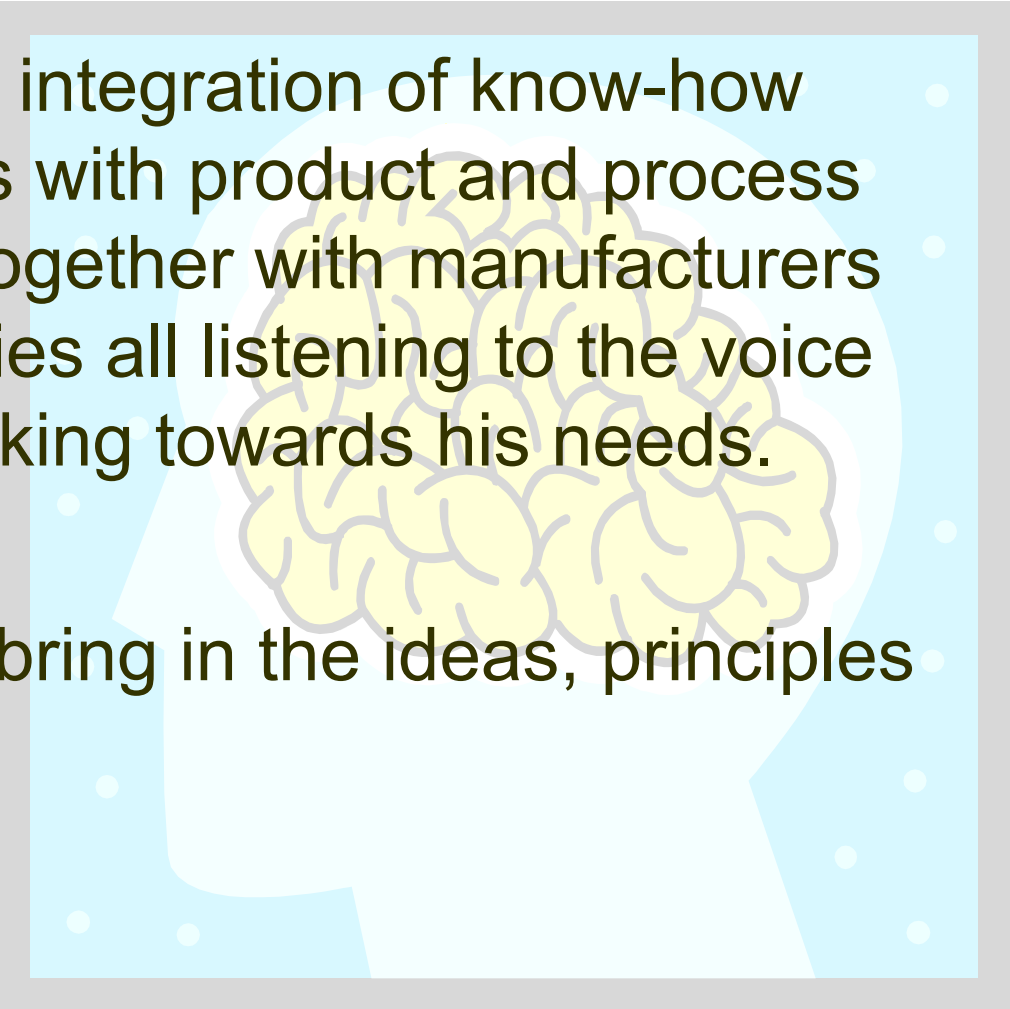 integration of know-how
s with product and process
ogether with manufacturers
ies all listening to the voice
king towards his needs.
bring in the ideas, principles